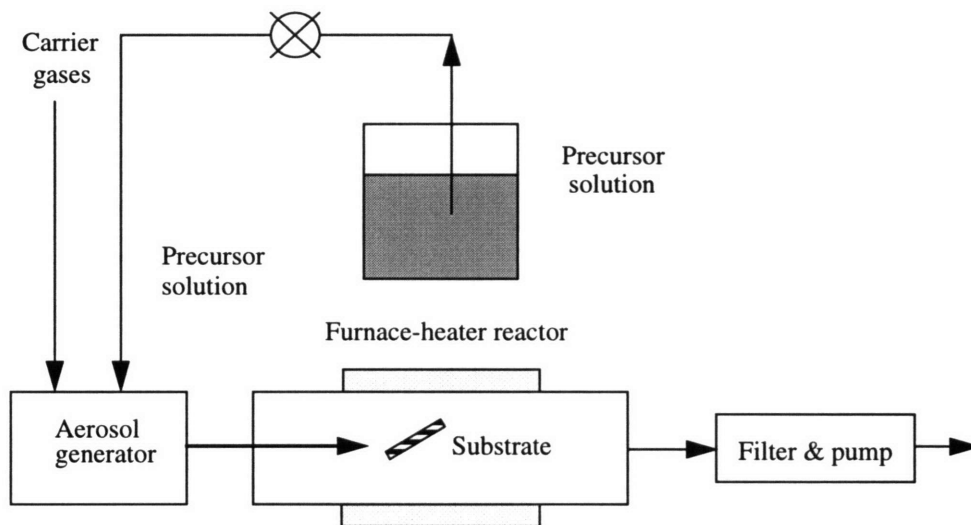 Carrier
gases
Precursor
solution
Precursor
solution
Furnace-heater reactor
Aerosol
generator
Substrate
Filter & pump